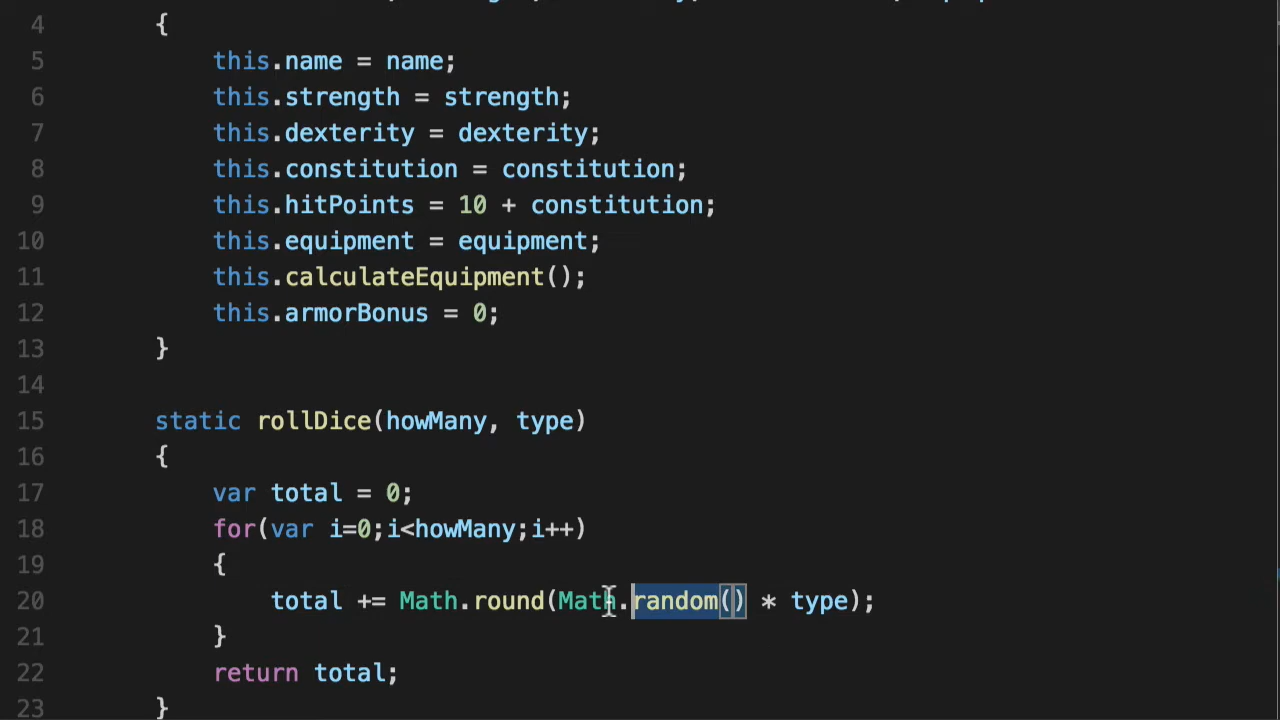 4 {
5 this.name = name;
6 this.strength = strength;
7 this.dexterity = dexterity;
8 this.constitution = constitution;
9 this.hitPoints = 10 + constitution;
10 this.equipment = equipment;
11 this.calculateEquipment();
12 this.armorBonus = 0;
13 }
14
15 static rollDice(howMany, type)
16 {
17 var total = 0;
18 for(var i=0;i<howMany;i++)
19 {
20 total += Math.round(Math.random() * type);
21 }
22 return total;
23 }